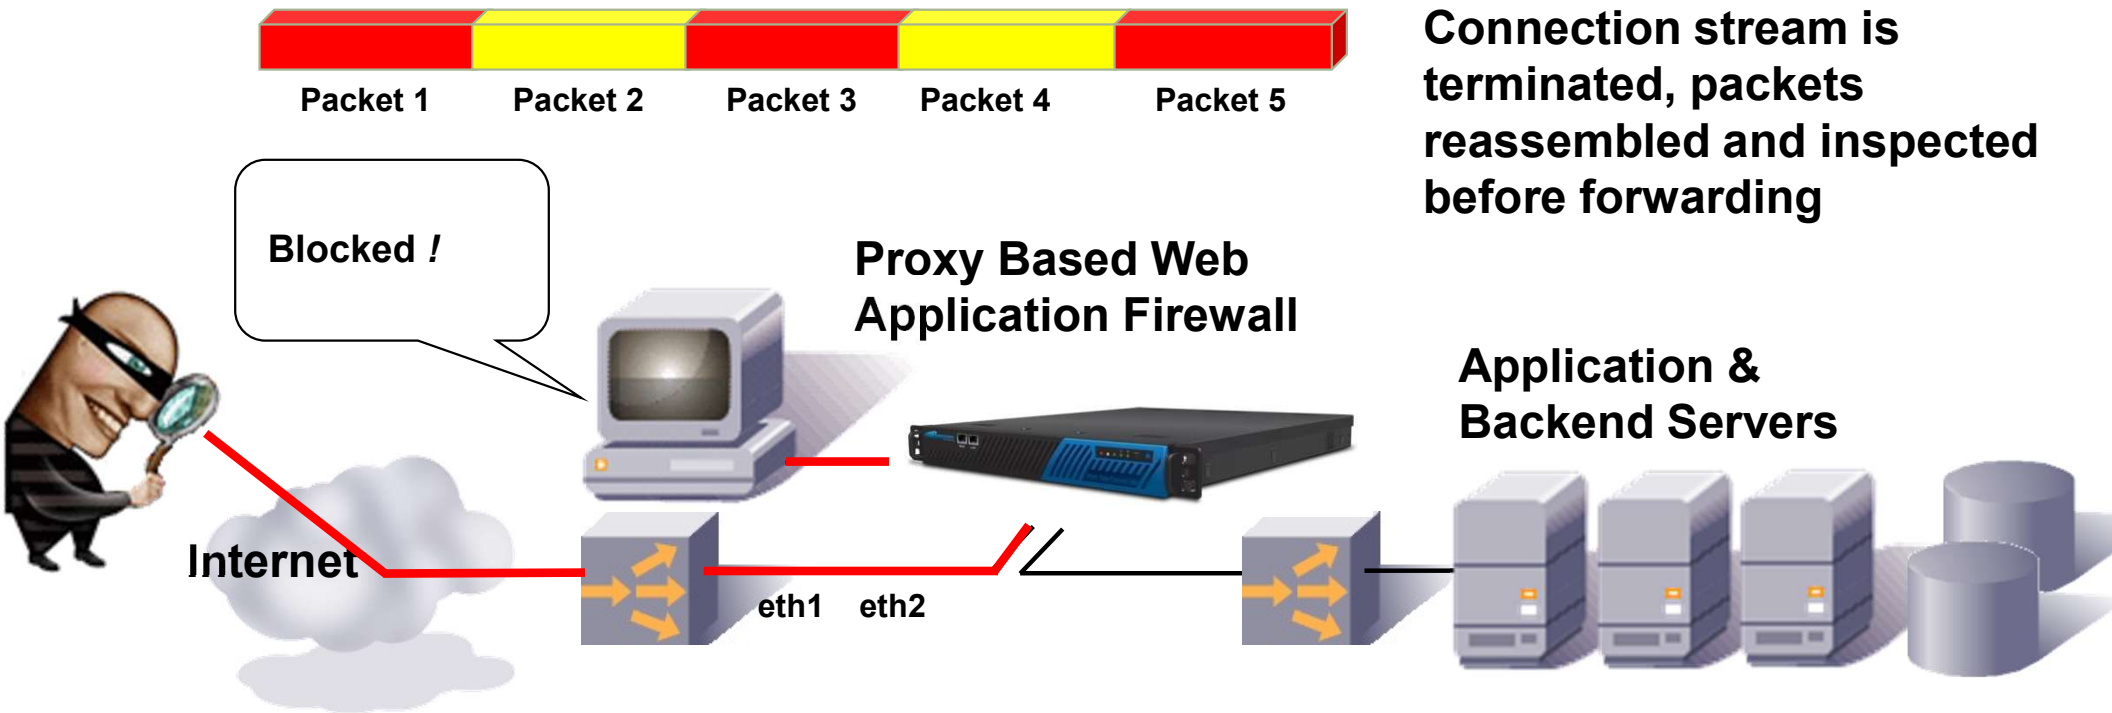 Connection stream is
terminated, packets
reassembled and inspected
before forwarding
Packet 1
Packet 2
Packet 3
Packet 4
Packet 5
Blocked !
Proxy Based Web
Application Firewall
Application &
Backend Servers
Internet
eth1
eth2